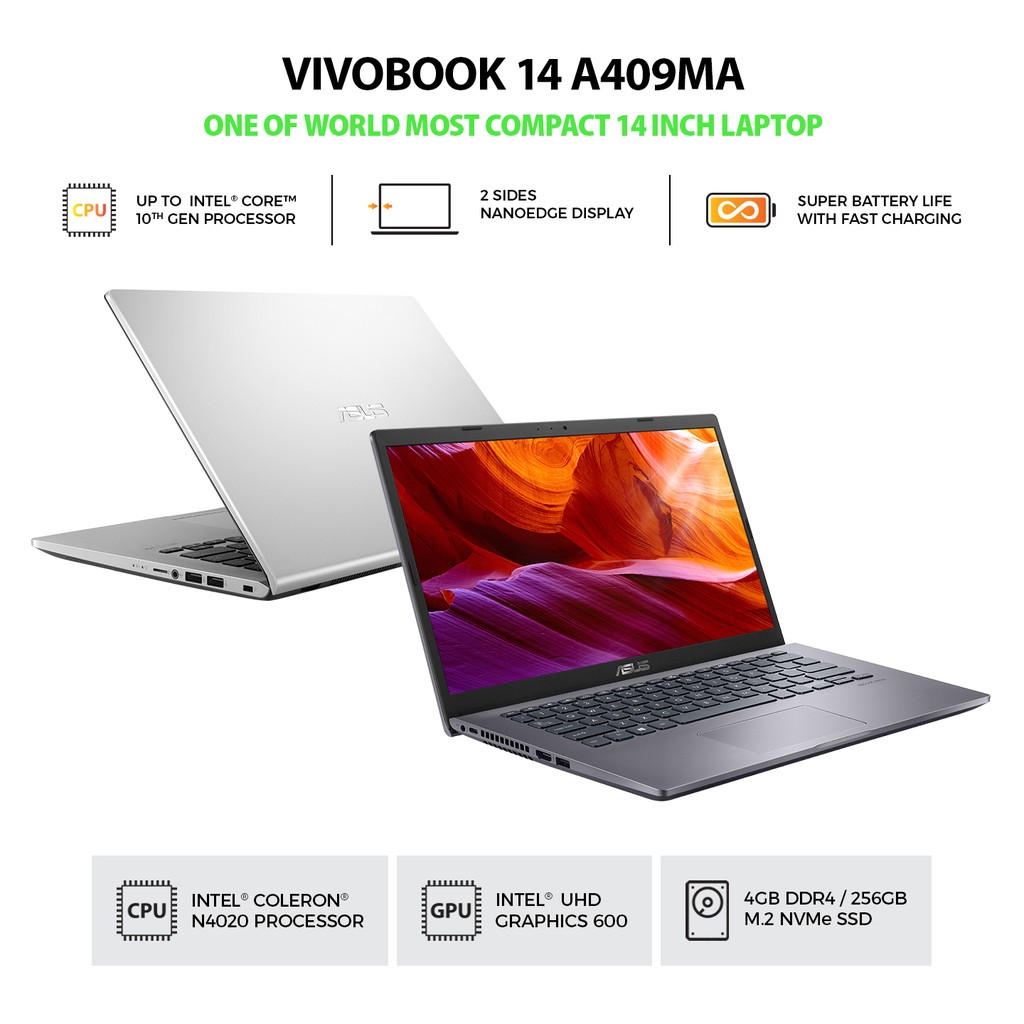 VIVOBOOK 14 A409MA
ONE OF WORLD MOST COMPACT 14 INCH LAPTOP
CPU
UP TO INTEL® CORE™
10TH GEN PROCESSOR
2 SIDES
NANOEDGE DISPLAY
SUPER BATTERY LIFE
WITH FAST CHARGING
ASUS
ASUS
CPU
INTEL® COLERON®
N4020 PROCESSOR
GPU
INTEL® UHD
GRAPHICS 600
4GB DDR4 / 256GB
M.2 NVMe SSD